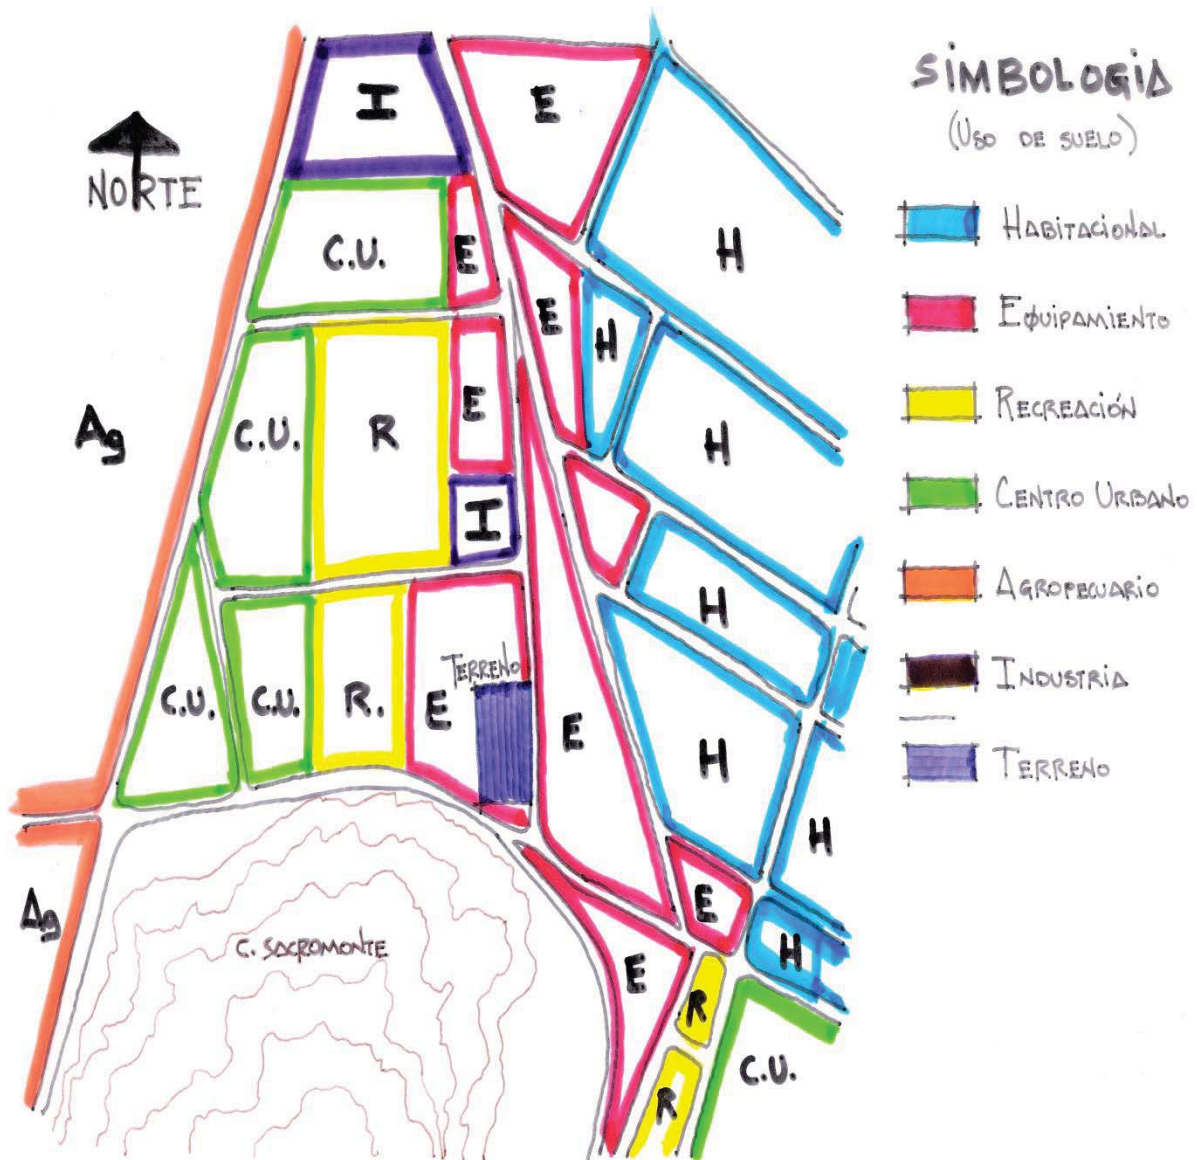 SIMBOLOGIA
(USO DE SUELO)
NORTE
HABITACIONAL
EQUIPAMIENTO
RECREACIÓN
CENTRO URBANO
AGROPECUARIO
INDUSTRIA
TERRENO
I
E
C.U.
E
H
E
H
Ag
C.U.
R
E
H
I
H
C.U.
C.U.
R.
E
TERRENO
E
H
H
E
Ag
C. SACROMONTE
E
H
R
C.U.
R